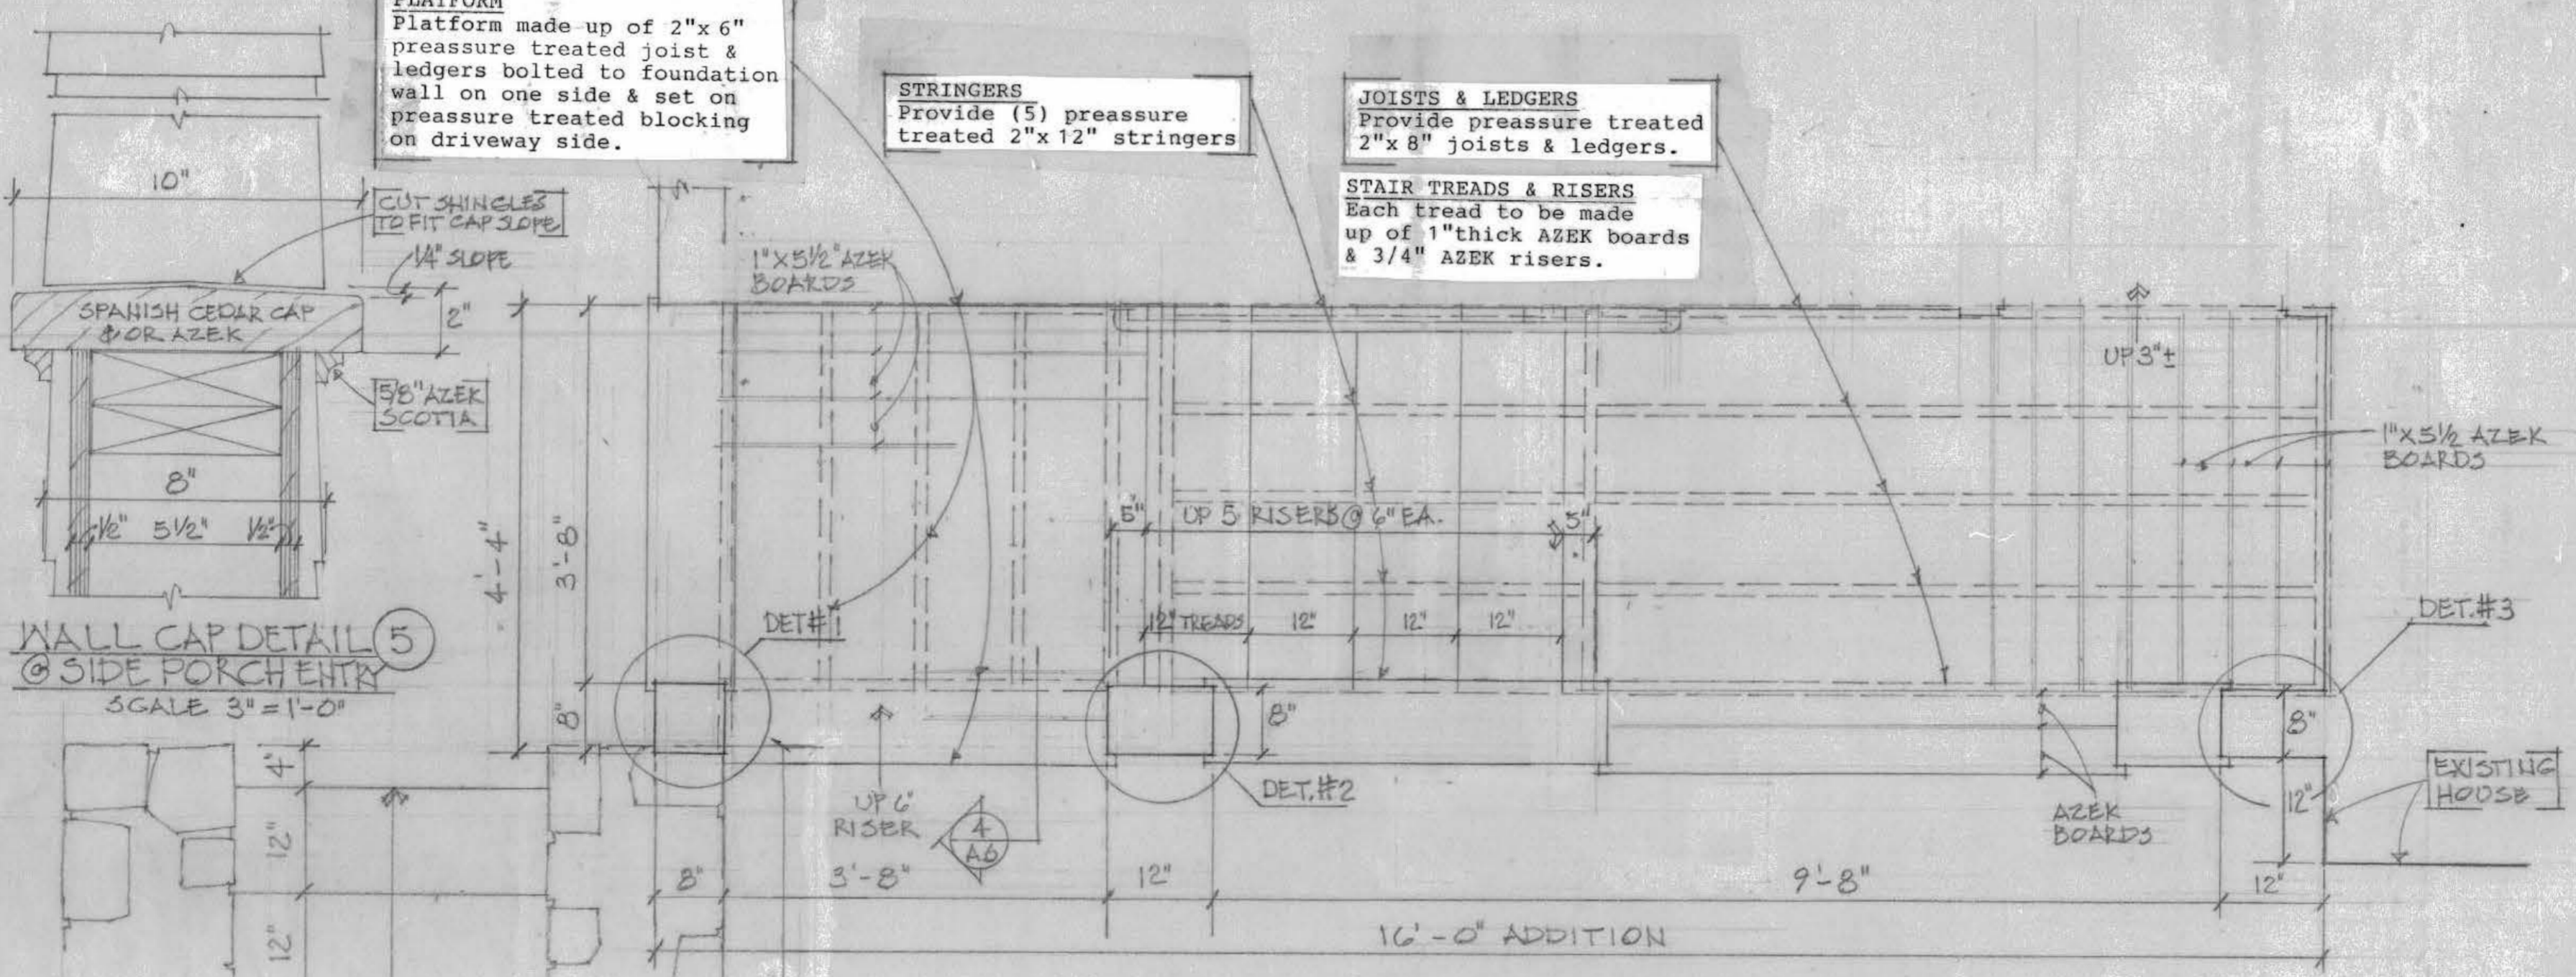 PLATFORM
Platform made up of 2"x 6"
preassure treated joist &
ledgers bolted to foundation
wall on one side & set on
preassure treated blocking
on driveway side.
STRINGERS
Provide (5) preassure
treated 2"x 12" stringers
JOISTS & LEDGERS
Provide preassure treated
2"x 8" joists & ledgers.
STAIR TREADS & RISERS
Each tread to be made
up of 1"thick AZEK boards
& 3/4" AZEK risers.
10"
CUT SHINGLES
TO FIT CAP SLOPE
1/4" SLOPE
SPANISH CEDAR CAP
& OR AZEK
2"
5/8" AZEK
SCOTIA
8"
1/2" 5 1/2" 1/2"
WALL CAP DETAIL 5
@ SIDE PORCH ENTRY
SCALE 3" = 1'-0"
4'-4"
3'-8"
8"
1"X5 1/2" AZEK
BOARDS
DET#1
5"
UP 5 RISERS @ 6" EA.
5"
12" TREADS
12"
12"
12"
UP 3"±
1"X5 1/2 AZEK
BOARDS
DET.#3
8"
DET.#2
UP 6"
RISER
4
A6
AZEK
BOARDS
8"
12"
EXISTING
HOUSE
8"
3'-8"
12"
9'-8"
12"
16'-0" ADDITION
4"
12"
12"